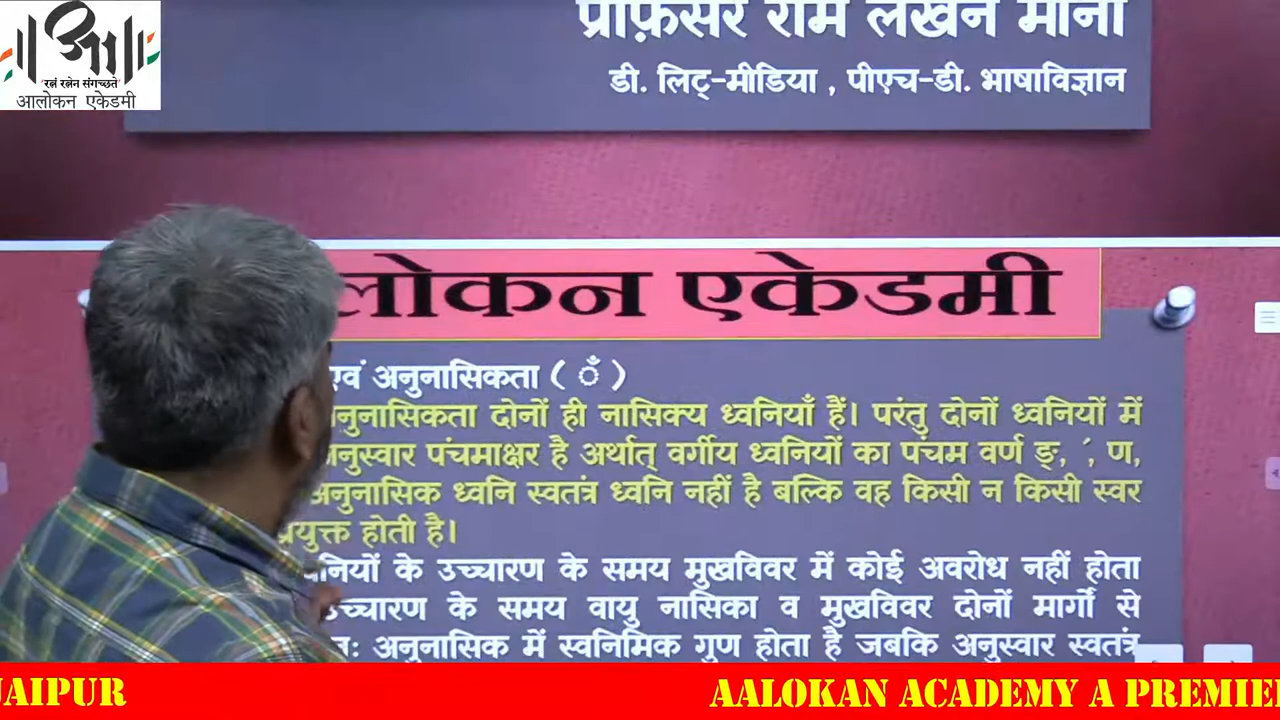 प्रोफ़ेसर राम लखन मीना
डी. लिट्-मीडिया , पीएच-डी. भाषाविज्ञान
'रत्नं रत्नेन संगच्छते'
आलोकन एकेडमी
लोकन एकेडमी
एवं अनुनासिकता ( ँ )
अनुनासिकता दोनों ही नासिक्य ध्वनियाँ हैं। परंतु दोनों ध्वनियों में
अनुस्वार पंचमाक्षर है अर्थात् वर्गीय ध्वनियों का पंचम वर्ण ङ्, ´, ण,
अनुनासिक ध्वनि स्वतंत्र ध्वनि नहीं है बल्कि वह किसी न किसी स्वर
प्रयुक्त होती है।
ध्वनियों के उच्चारण के समय मुखविवर में कोई अवरोध नहीं होता
उच्चारण के समय वायु नासिका व मुखविवर दोनों मार्गों से
अनुनासिक में स्वनिमिक गुण होता है जबकि अनुस्वार स्वतंत्र
JAIPUR AALOKAN ACADEMY A PREMIE